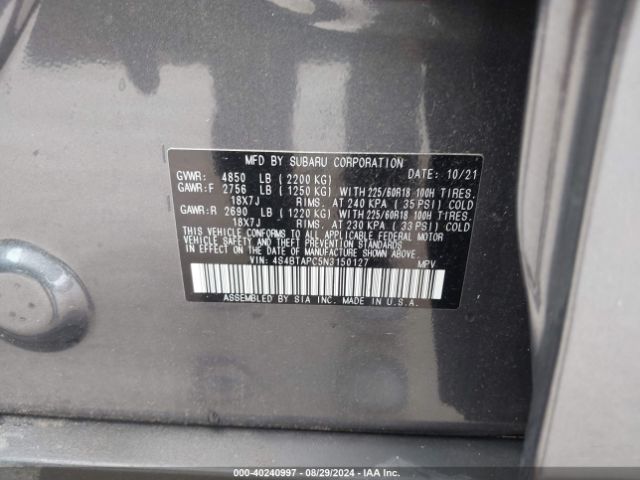 MFD BY SUBARU CORPORATION DATE: 10/21
GVWR: 4850 LB (2200 KG)
GAWR:F 2756 LB (1250 KG) WITH 225/60R18 100H TIRES.
18X7J RIMS. AT 240 KPA (35 PSI) COLD
GAWR:R 2690 LB (1220 KG) WITH 225/60R18 100H TIRES.
18X7J RIMS. AT 230 KPA (33 PSI) COLD
THIS VEHICLE CONFORMS TO ALL APPLICABLE FEDERAL MOTOR
VEHICLE SAFETY AND BUMPER STANDARDS IN EFFECT
ON THE DATE OF MANUFACTURE SHOWN ABOVE.
VIN: 4S4BTAPC5N3150127 MPV
ASSEMBLED BY SIA INC. MADE IN U.S.A.
000-40240997 - 08/29/2024 - IAA Inc.